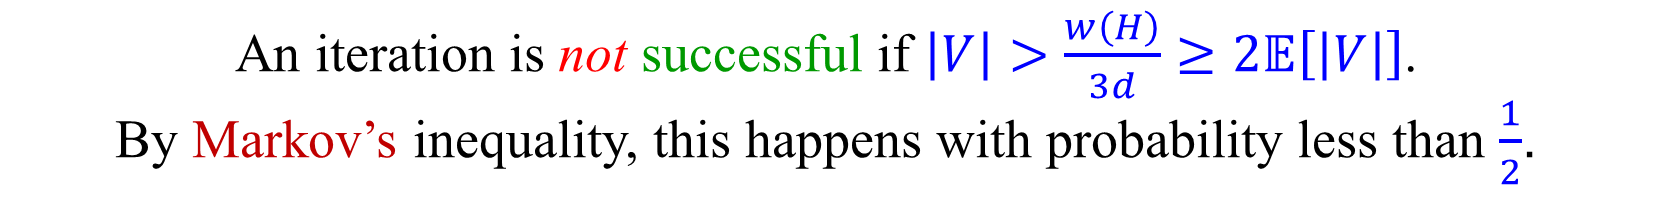 An iteration is not successful if |V| > w(H)/3d ≥ 2𝔼[|V|].
By Markov’s inequality, this happens with probability less than 1/2.